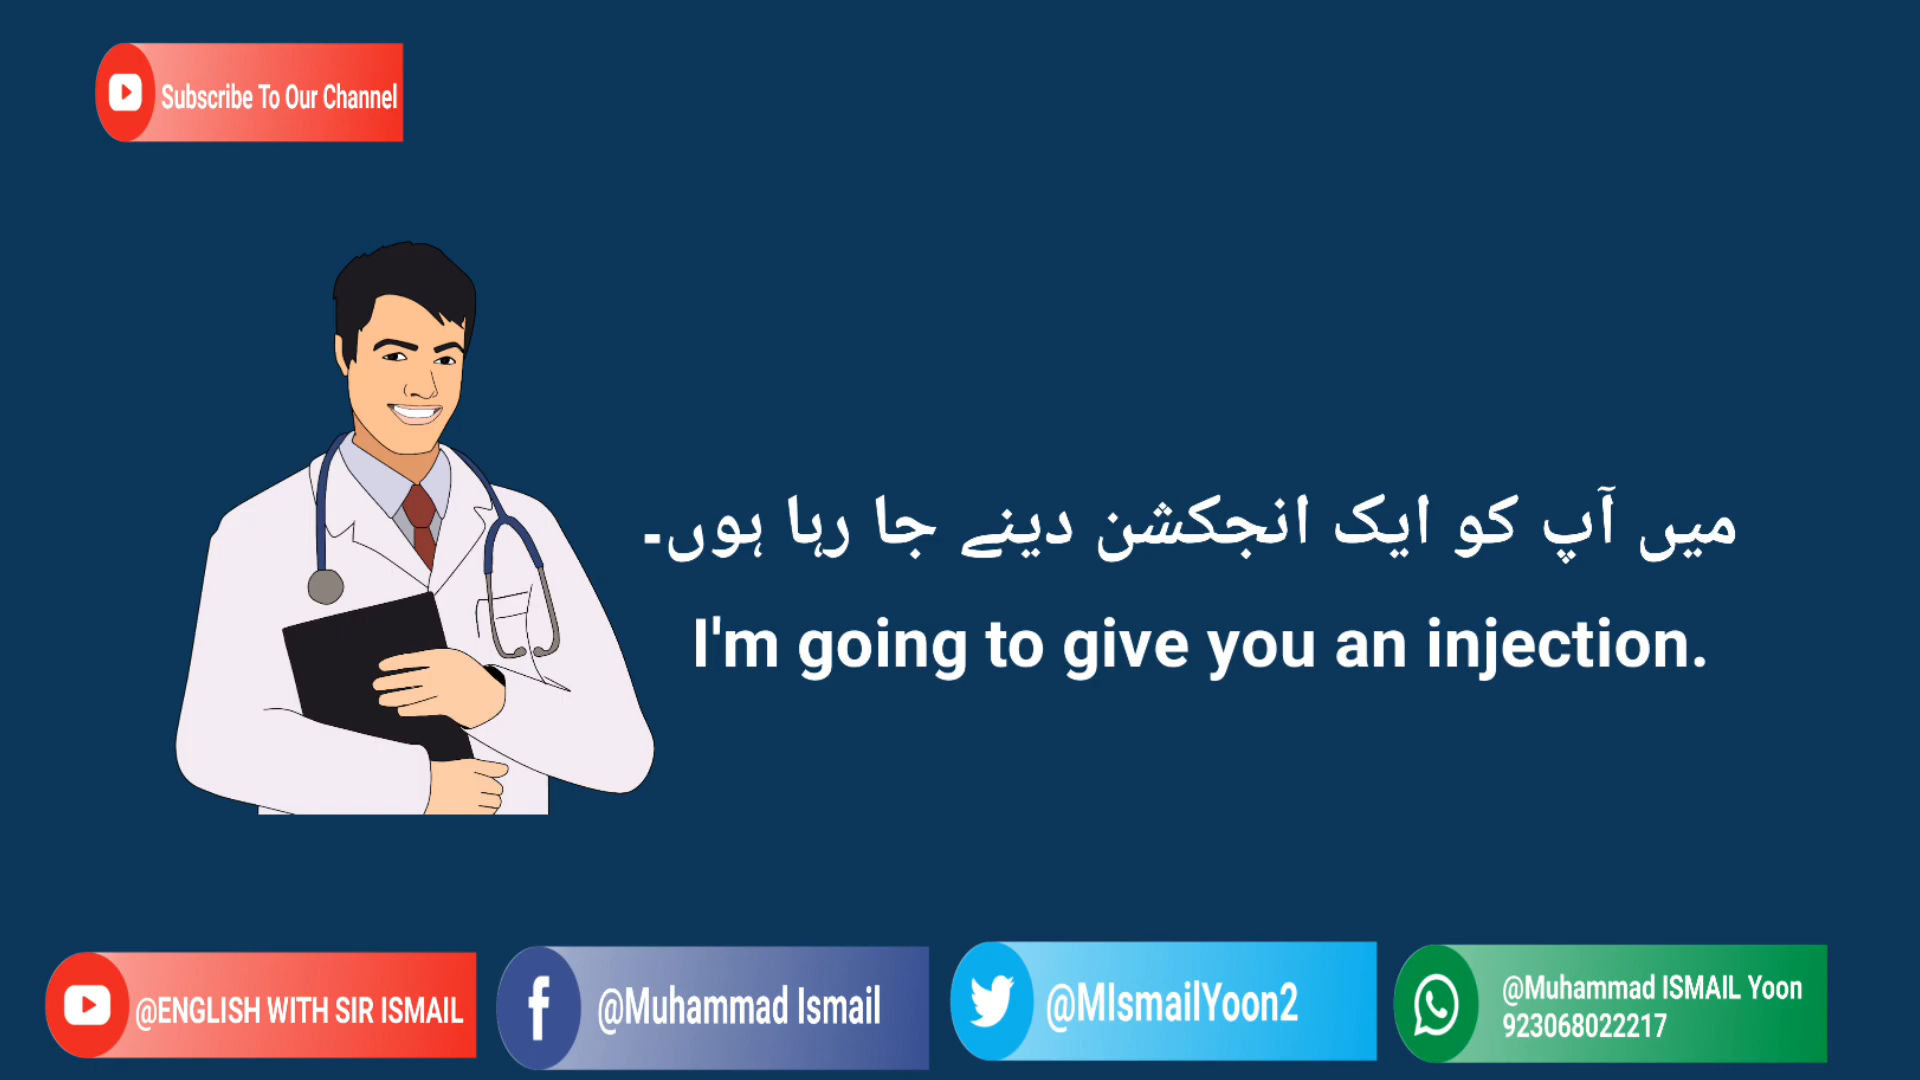 Subscribe To Our Channel
میں آپ کو ایک انجکشن دینے جا رہا ہوں۔
I'm going to give you an injection.
@ENGLISH WITH SIR ISMAIL
@Muhammad Ismail
@MIsmailYoon2
@Muhammad ISMAIL Yoon
923068022217